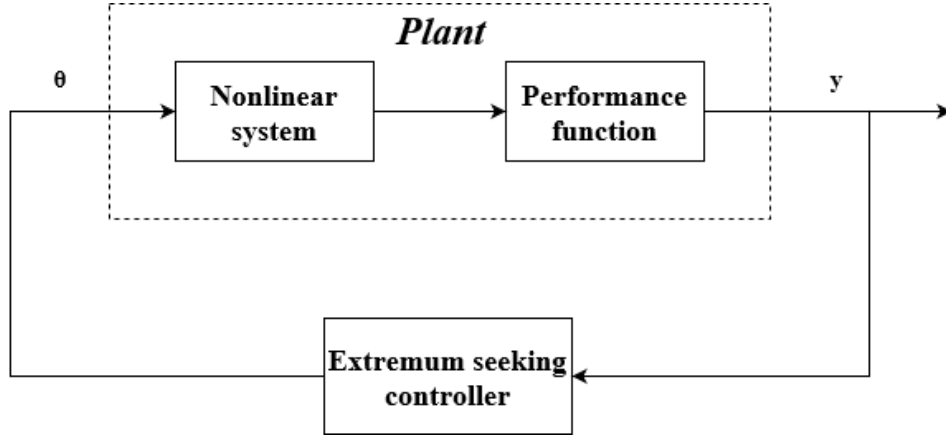 Plant
θ
Nonlinear
system
Performance
function
y
Extremum seeking
controller